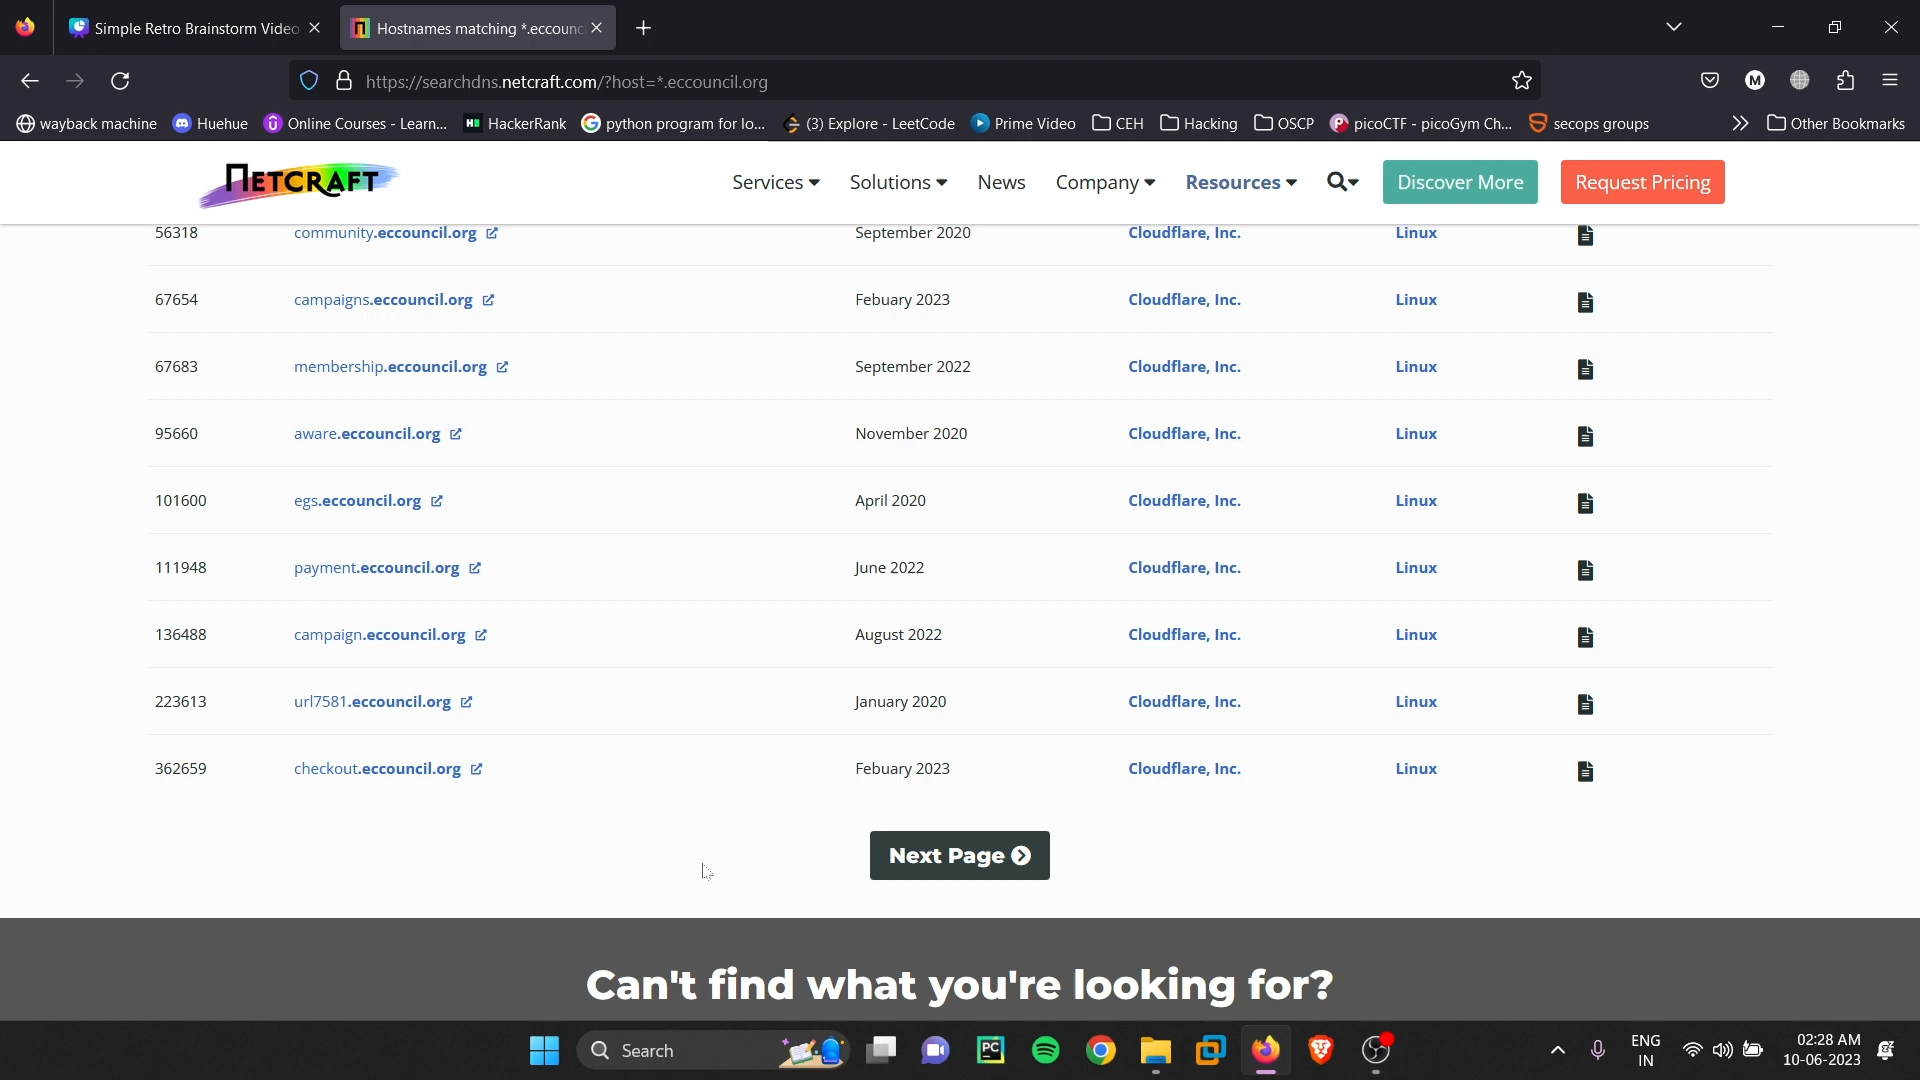 Simple Retro Brainstorm Video
Hostnames matching *.eccounc
https://searchdns.netcraft.com/?host=*.eccouncil.org
M
wayback machine
Huehue
Online Courses - Learn...
HackerRank
python program for lo...
(3) Explore - LeetCode
Prime Video
CEH
Hacking
OSCP
picoCTF - picoGym Ch...
secops groups
Other Bookmarks
NETCRAFT
Services
Solutions
News
Company
Resources
Discover More
Request Pricing
56318 community.eccouncil.org September 2020 Cloudflare, Inc. Linux
67654 campaigns.eccouncil.org Febuary 2023 Cloudflare, Inc. Linux
67683 membership.eccouncil.org September 2022 Cloudflare, Inc. Linux
95660 aware.eccouncil.org November 2020 Cloudflare, Inc. Linux
101600 egs.eccouncil.org April 2020 Cloudflare, Inc. Linux
111948 payment.eccouncil.org June 2022 Cloudflare, Inc. Linux
136488 campaign.eccouncil.org August 2022 Cloudflare, Inc. Linux
223613 url7581.eccouncil.org January 2020 Cloudflare, Inc. Linux
362659 checkout.eccouncil.org Febuary 2023 Cloudflare, Inc. Linux
Next Page
Can't find what you're looking for?
Search
PC
ENG
IN
02:28 AM
10-06-2023